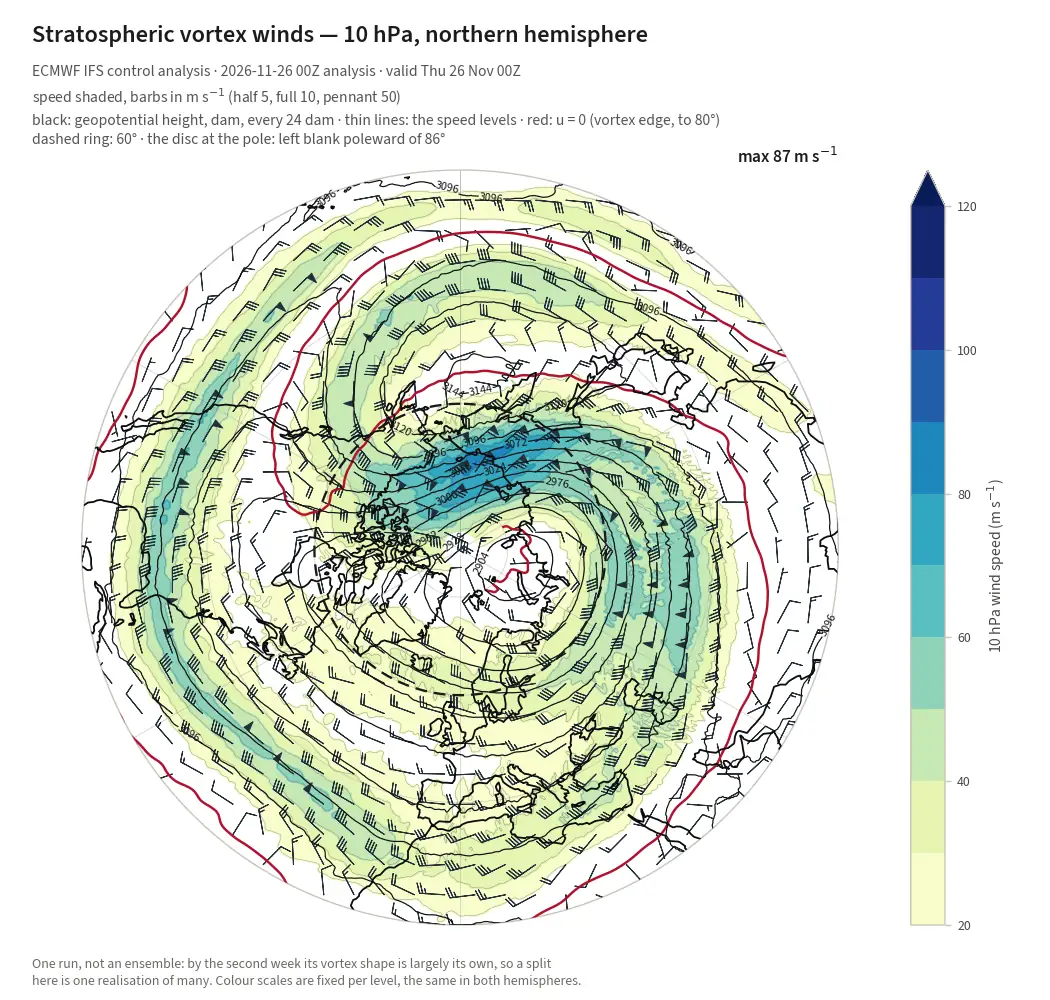 Stratospheric vortex winds — 10 hPa, northern hemisphere
ECMWF IFS control analysis · 2026-11-26 00Z analysis · valid Thu 26 Nov 00Z
speed shaded, barbs in m s⁻¹ (half 5, full 10, pennant 50)
black: geopotential height, dam, every 24 dam · thin lines: the speed levels · red: u = 0 (vortex edge, to 80°)
dashed ring: 60° · the disc at the pole: left blank poleward of 86°
max 87 m s⁻¹
3096
3096
3096
3096
3096
3144
3144
3120
3096
3096
3072
3000
2976
2904
3096
3096
120
100
80
60
40
20
10 hPa wind speed (m s⁻¹)
One run, not an ensemble: by the second week its vortex shape is largely its own, so a split
here is one realisation of many. Colour scales are fixed per level, the same in both hemispheres.